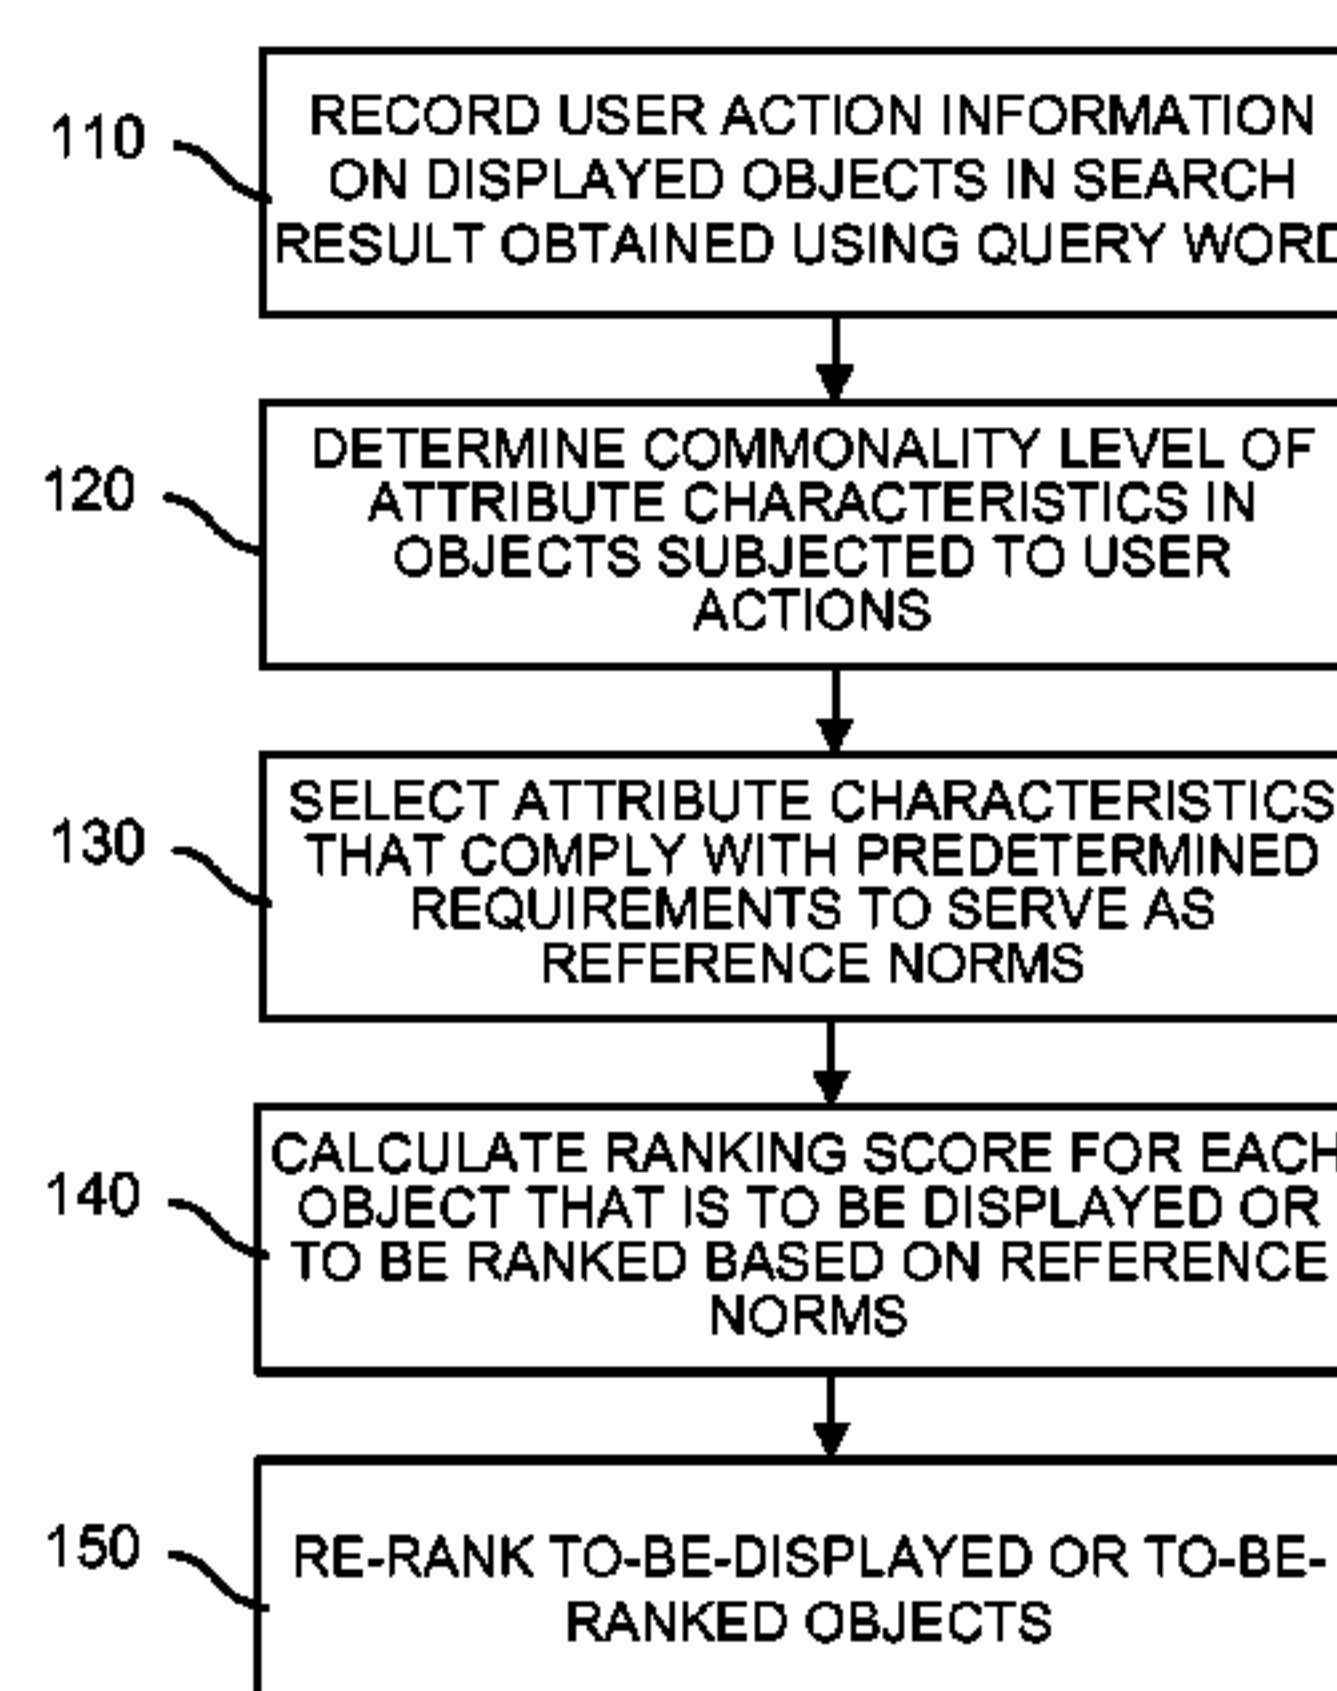 110
RECORD USER ACTION INFORMATION
ON DISPLAYED OBJECTS IN SEARCH
RESULT OBTAINED USING QUERY WORD
120
DETERMINE COMMONALITY LEVEL OF
ATTRIBUTE CHARACTERISTICS IN
OBJECTS SUBJECTED TO USER
ACTIONS
130
SELECT ATTRIBUTE CHARACTERISTICS
THAT COMPLY WITH PREDETERMINED
REQUIREMENTS TO SERVE AS
REFERENCE NORMS
140
CALCULATE RANKING SCORE FOR EACH
OBJECT THAT IS TO BE DISPLAYED OR
TO BE RANKED BASED ON REFERENCE
NORMS
150
RE-RANK TO-BE-DISPLAYED OR TO-BE-
RANKED OBJECTS